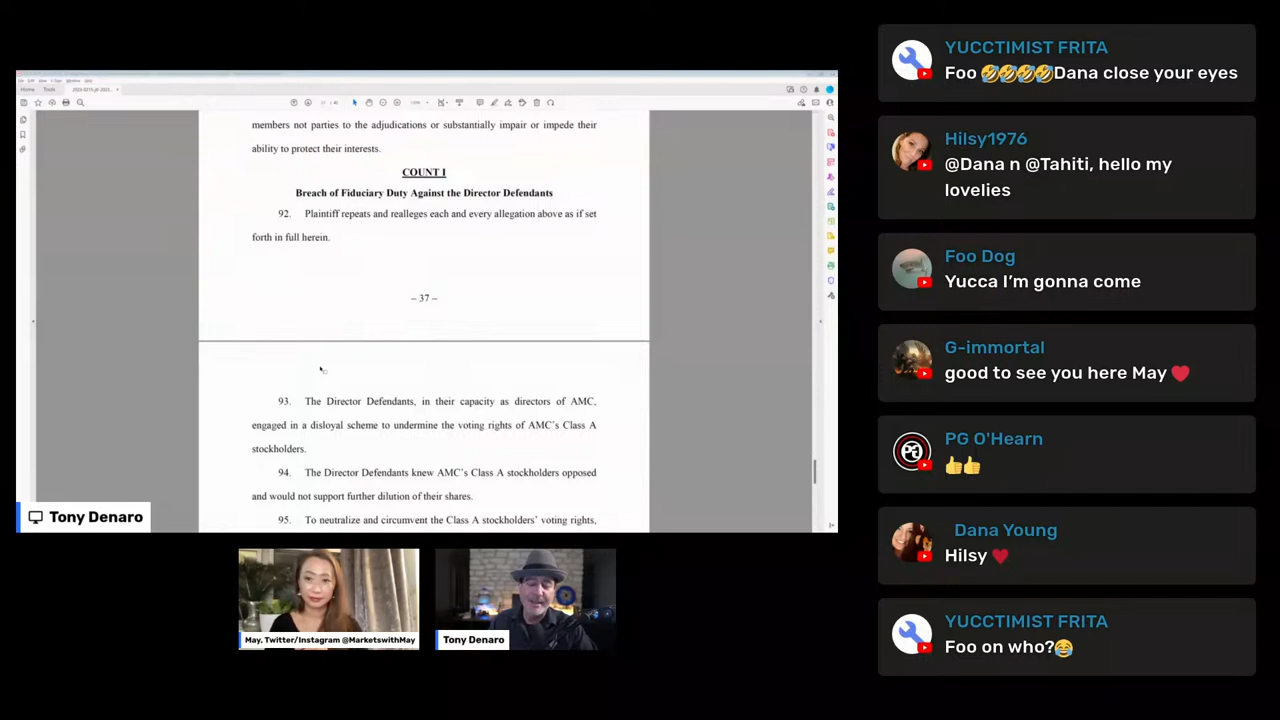 Home Tools
members not parties to the adjudications or substantially impair or impede their
ability to protect their interests.
COUNT I
Breach of Fiduciary Duty Against the Director Defendants
92. Plaintiff repeats and realleges each and every allegation above as if set
forth in full herein.
– 37 –
93. The Director Defendants, in their capacity as directors of AMC,
engaged in a disloyal scheme to undermine the voting rights of AMC's Class A
stockholders.
94. The Director Defendants knew AMC's Class A stockholders opposed
and would not support further dilution of their shares.
95. To neutralize and circumvent the Class A stockholders' voting rights,
Tony Denaro
May, Twitter/Instagram @MarketswithMay
Tony Denaro
YUCCTIMIST FRITA
Foo 🤣🤣🤣🤣Dana close your eyes
Hilsy1976
@Dana n @Tahiti, hello my
lovelies
Foo Dog
Yucca I'm gonna come
G-immortal
good to see you here May ❤
PG O'Hearn
👍👍
Dana Young
Hilsy ❤
YUCCTIMIST FRITA
Foo on who?😂